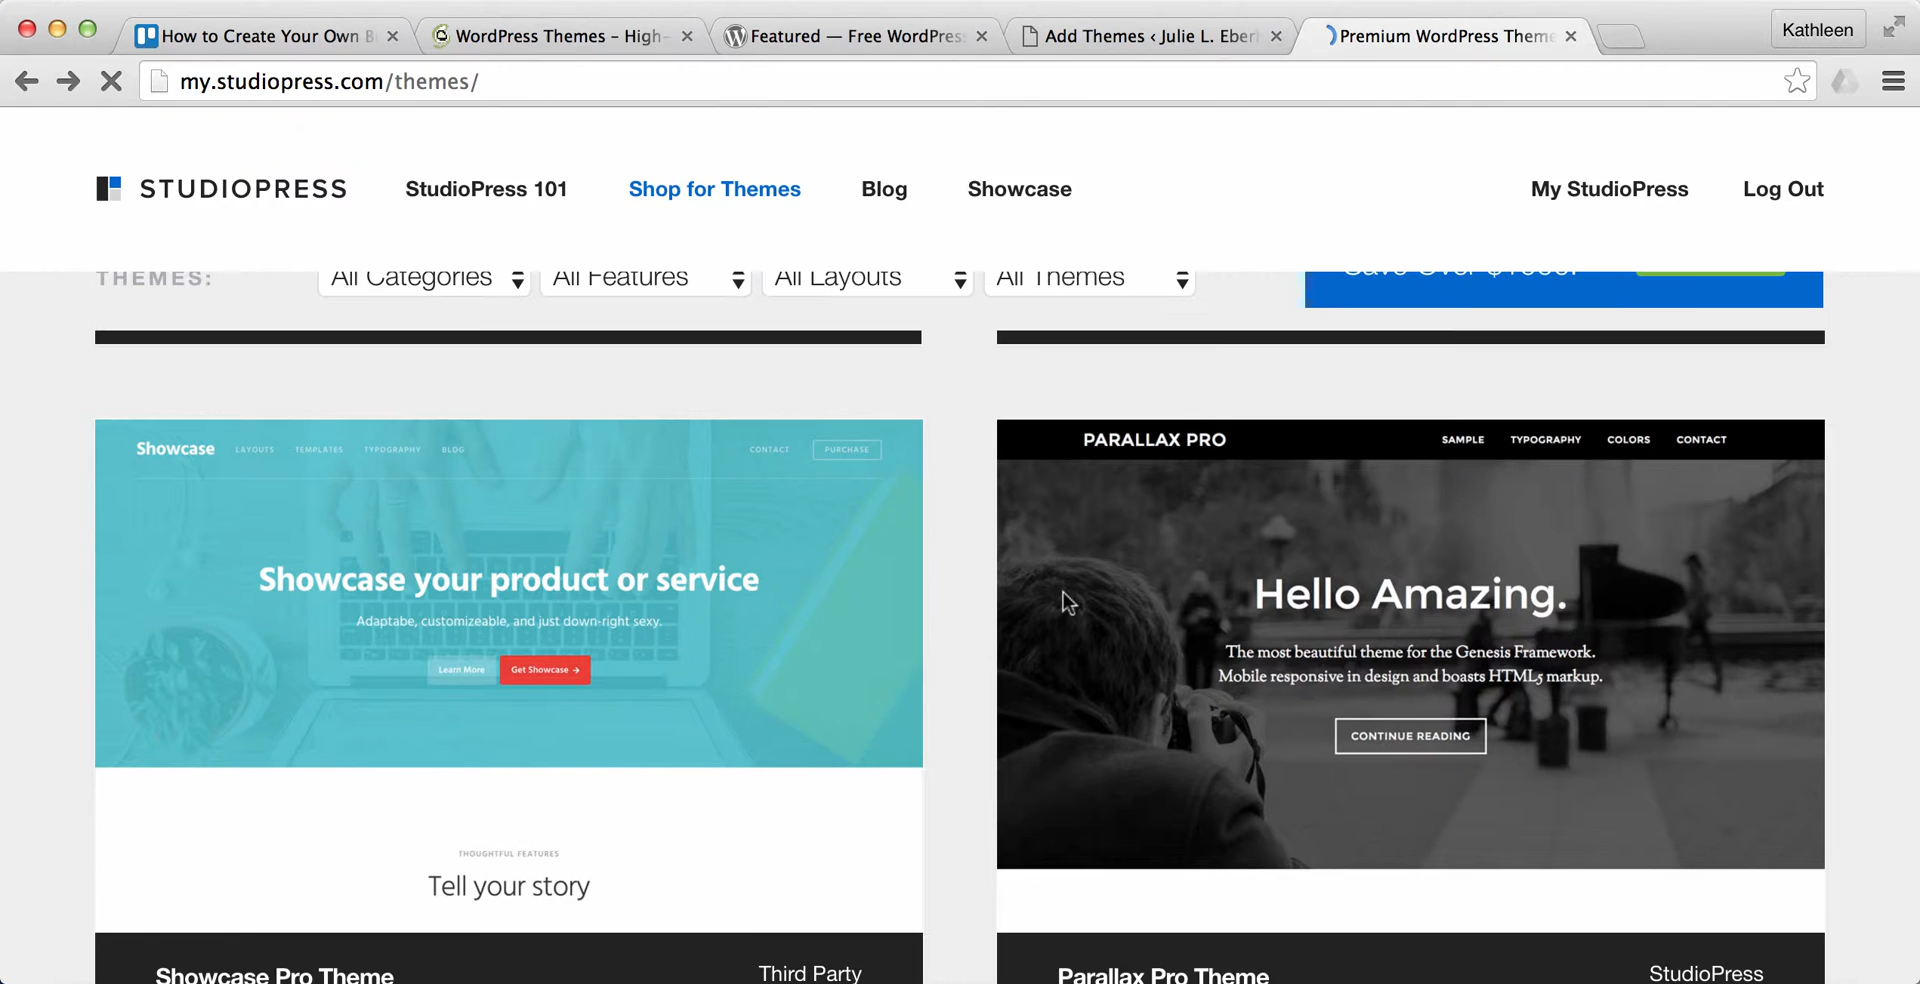 How to Create Your Own B
WordPress Themes – High-
Featured — Free WordPress
Add Themes ‹ Julie L. Eber
Premium WordPress Theme
Kathleen
my.studiopress.com/themes/
STUDIOPRESS
StudioPress 101
Shop for Themes
Blog
Showcase
My StudioPress
Log Out
THEMES:
All Categories
All Features
All Layouts
All Themes
Showcase
LAYOUTS
TEMPLATES
TYPOGRAPHY
BLOG
CONTACT
PURCHASE
Showcase your product or service
Adaptabe, customizeable, and just down-right sexy.
Learn More
Get Showcase →
THOUGHTFUL FEATURES
Tell your story
Showcase Pro Theme
Third Party
PARALLAX PRO
SAMPLE
TYPOGRAPHY
COLORS
CONTACT
Hello Amazing.
The most beautiful theme for the Genesis Framework.
Mobile responsive in design and boasts HTML5 markup.
CONTINUE READING
Parallax Pro Theme
StudioPress